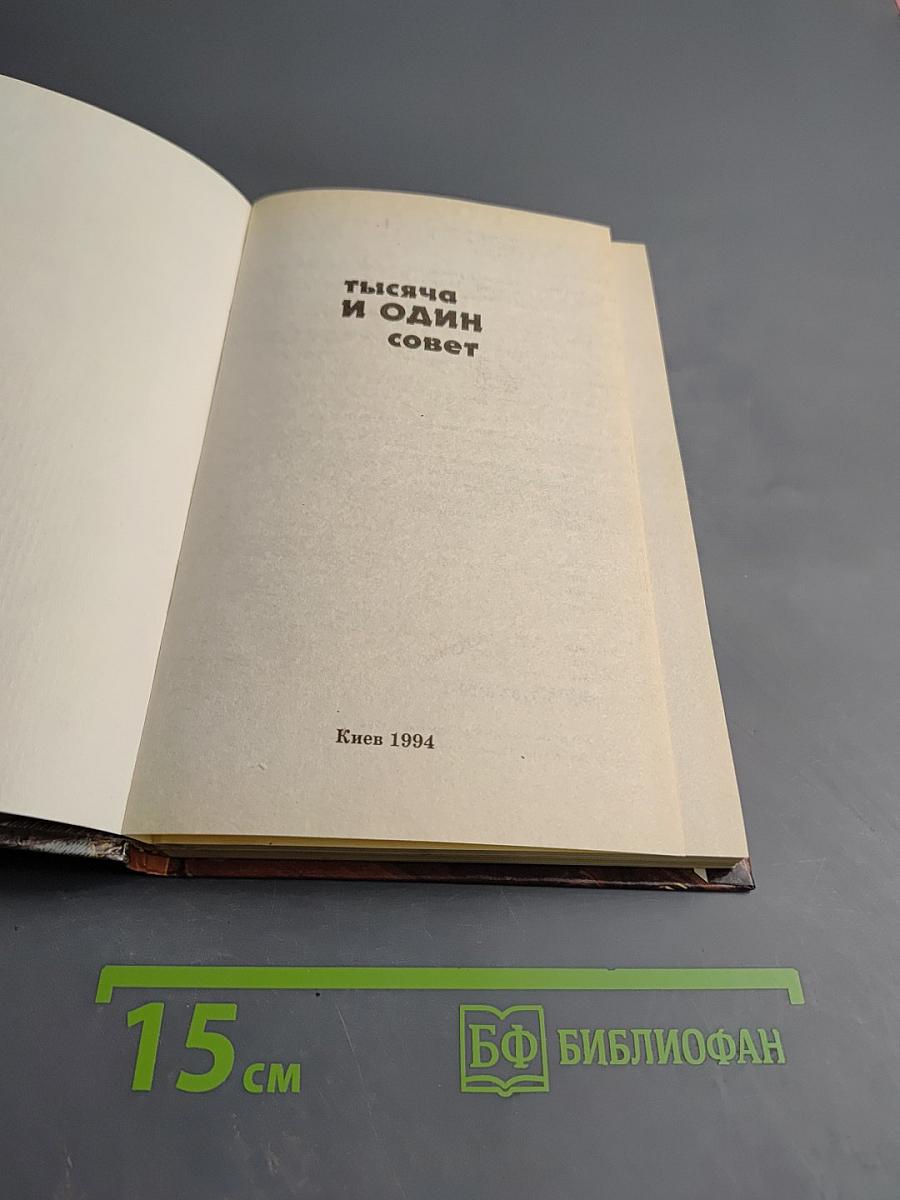 тысяча
И ОДИН
совет
Киев 1994
15 см
БФ БИБЛИОФАН